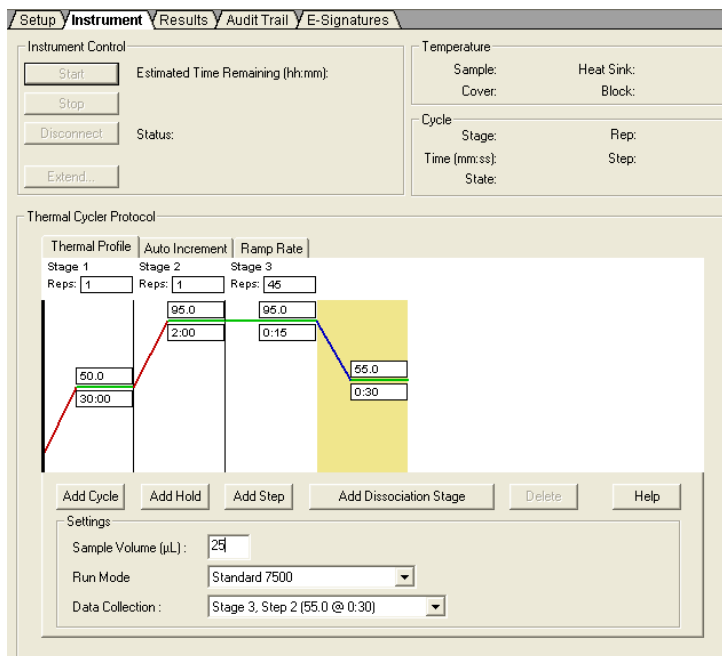 Setup Instrument Results Audit Trail E-Signatures
Instrument Control
Start Estimated Time Remaining (hh:mm):
Stop
Disconnect Status:
Extend...
Temperature
Sample: Heat Sink:
Cover: Block:
Cycle
Stage: Rep:
Time (mm:ss): Step:
State:
Thermal Cycler Protocol
Thermal Profile Auto Increment Ramp Rate
Stage 1 Stage 2 Stage 3
Reps: 1 Reps: 1 Reps: 45
95.0 95.0
2:00 0:15
50.0 55.0
30:00 0:30
Add Cycle Add Hold Add Step Add Dissociation Stage Delete Help
Settings
Sample Volume (µL) : 25
Run Mode Standard 7500
Data Collection : Stage 3, Step 2 (55.0 @ 0:30)